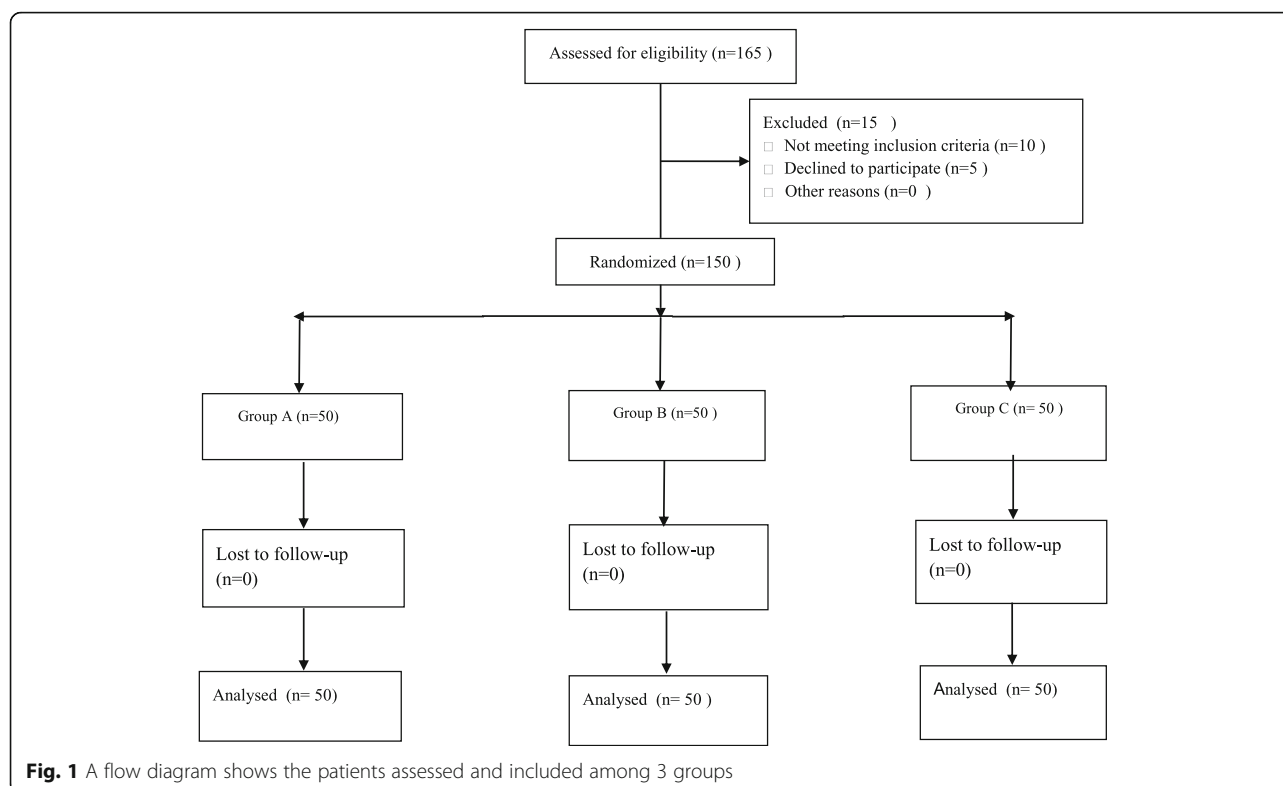 Assessed for eligibility (n=165 )
Excluded (n=15 )
□ Not meeting inclusion criteria (n=10 )
□ Declined to participate (n=5 )
□ Other reasons (n=0 )
Randomized (n=150 )
Group A (n=50)
Group B (n=50 )
Group C (n= 50 )
Lost to follow-up
(n=0)
Lost to follow-up
(n=0)
Lost to follow-up
(n=0)
Analysed (n= 50)
Analysed (n= 50 )
Analysed (n= 50)
Fig. 1 A flow diagram shows the patients assessed and included among 3 groups